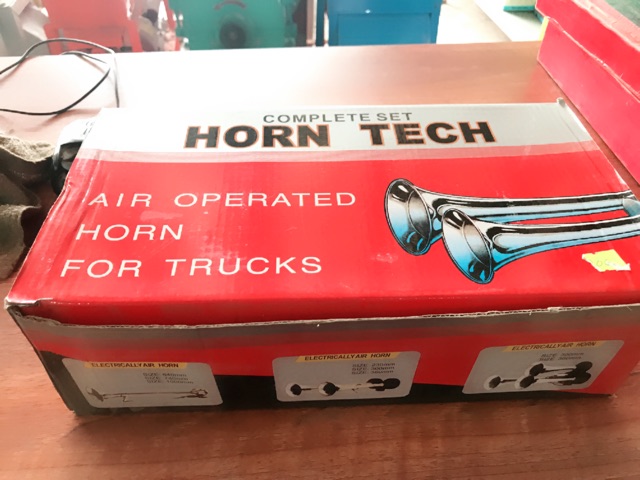 COMPLETE SET
HORN TECH
AIR OPERATED
HORN
FOR TRUCKS
ELECTRICALLY AIR HORN
ELECTRICALLY AIR HORN
ELECTRICALLY AIR HORN